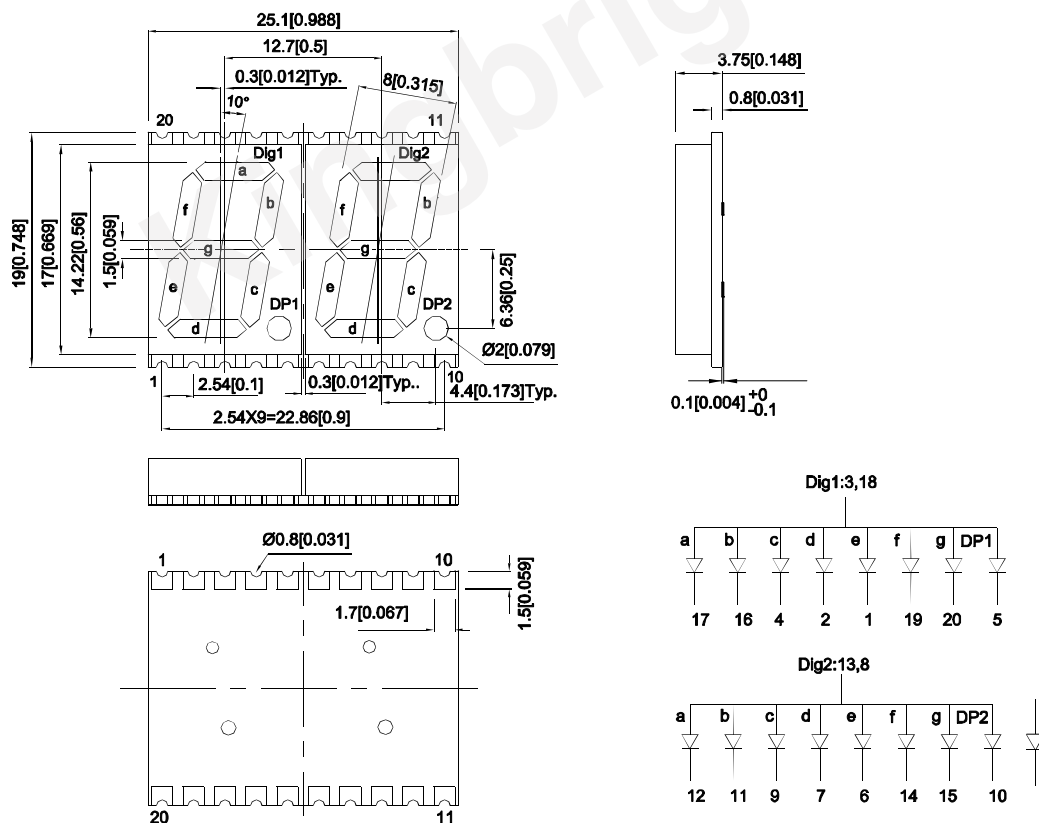 Kingbrig
25.1[0.988]
12.7[0.5]
0.3[0.012]Typ.
8[0.315]
10°
20
11
Dig1
Dig2
a
f
b
g
e
c
d
DP1
f
b
g
e
c
d
DP2
19[0.748]
17[0.669]
14.22[0.56]
1.5[0.059]
6.36[0.25]
Ø2[0.079]
1
10
2.54[0.1]
0.3[0.012]Typ..
4.4[0.173]Typ.
2.54X9=22.86[0.9]
3.75[0.148]
0.8[0.031]
0.1[0.004] +0
-0.1
Ø0.8[0.031]
1
10
1.7[0.067]
1.5[0.059]
20
11
Dig1:3,18
a b c d e f g DP1
17 16 4 2 1 19 20 5
Dig2:13,8
a b c d e f g DP2
12 11 9 7 6 14 15 10